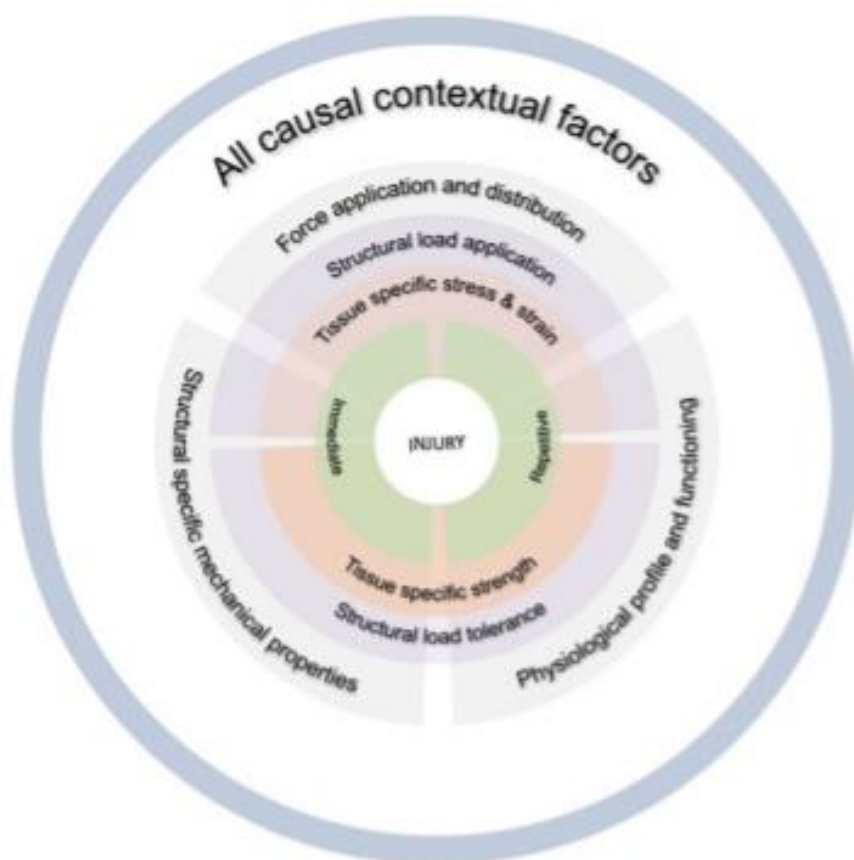 All causal contextual factors
Force application and distribution
Structural load application
Tissue specific stress & strain
Immediate
INJURY
Repetitive
Tissue specific strength
Structural load tolerance
Structural specific mechanical properties
Physiological profile and functioning